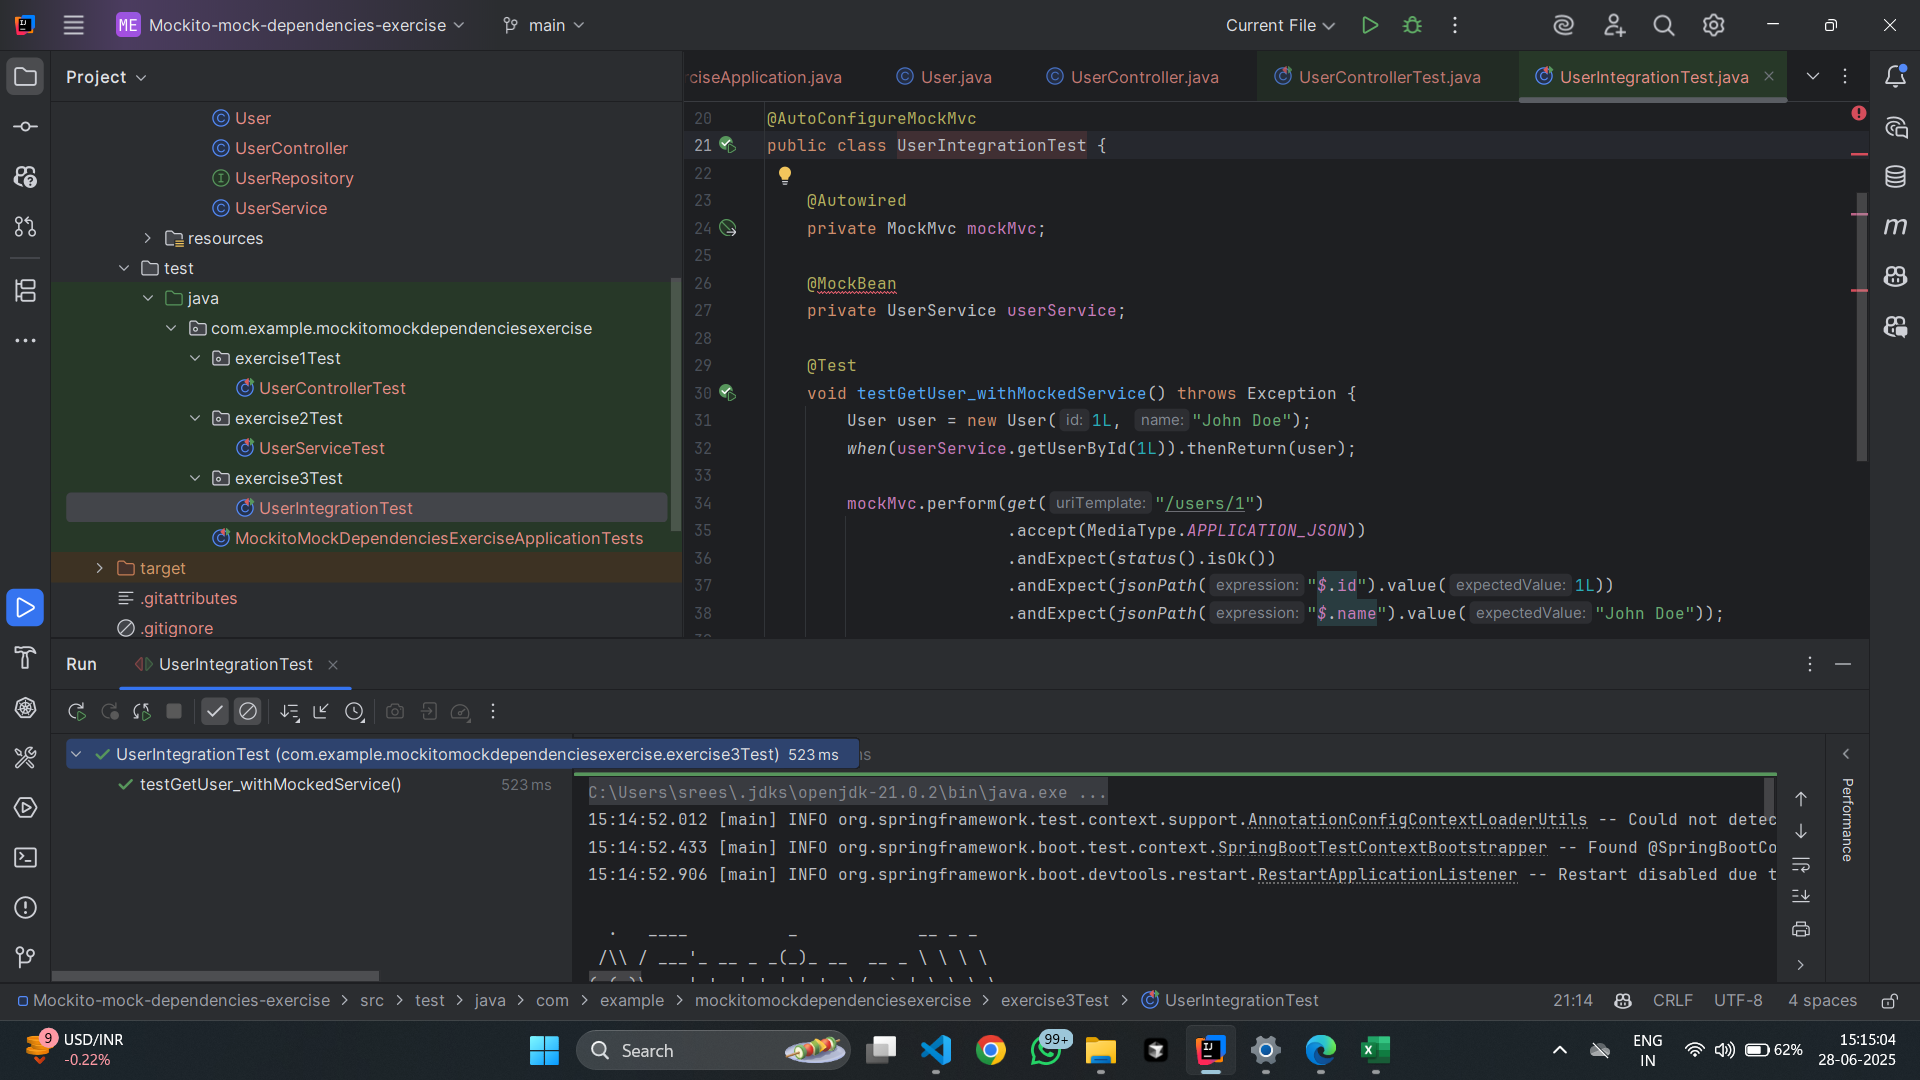 ME Mockito-mock-dependencies-exercise main Current File
Project
ciseApplication.java User.java UserController.java UserControllerTest.java UserIntegrationTest.java
User
UserController
UserRepository
UserService
resources
test
java
com.example.mockitomockdependenciesexercise
exercise1Test
UserControllerTest
exercise2Test
UserServiceTest
exercise3Test
UserIntegrationTest
MockitoMockDependenciesExerciseApplicationTests
target
.gitattributes
.gitignore
20 @AutoConfigureMockMvc
21 public class UserIntegrationTest {
22
23 @Autowired
24 private MockMvc mockMvc;
25
26 @MockBean
27 private UserService userService;
28
29 @Test
30 void testGetUser_withMockedService() throws Exception {
31 User user = new User( id: 1L, name: "John Doe");
32 when(userService.getUserById(1L)).thenReturn(user);
33
34 mockMvc.perform(get( uriTemplate: "/users/1")
35 .accept(MediaType.APPLICATION_JSON))
36 .andExpect(status().isOk())
37 .andExpect(jsonPath( expression: "$.id").value( expectedValue: 1L))
38 .andExpect(jsonPath( expression: "$.name").value( expectedValue: "John Doe"));
Run UserIntegrationTest
UserIntegrationTest (com.example.mockitomockdependenciesexercise.exercise3Test) 523 ms
testGetUser_withMockedService() 523 ms
C:\Users\srees\.jdks\openjdk-21.0.2\bin\java.exe ...
15:14:52.012 [main] INFO org.springframework.test.context.support.AnnotationConfigContextLoaderUtils -- Could not detec
15:14:52.433 [main] INFO org.springframework.boot.test.context.SpringBootTestContextBootstrapper -- Found @SpringBootCo
15:14:52.906 [main] INFO org.springframework.boot.devtools.restart.RestartApplicationListener -- Restart disabled due t
Performance
Mockito-mock-dependencies-exercise > src > test > java > com > example > mockitomockdependenciesexercise > exercise3Test > UserIntegrationTest
21:14 CRLF UTF-8 4 spaces
9 USD/INR
-0.22%
Search
99+
ENG
IN
62%
15:15:04
28-06-2025